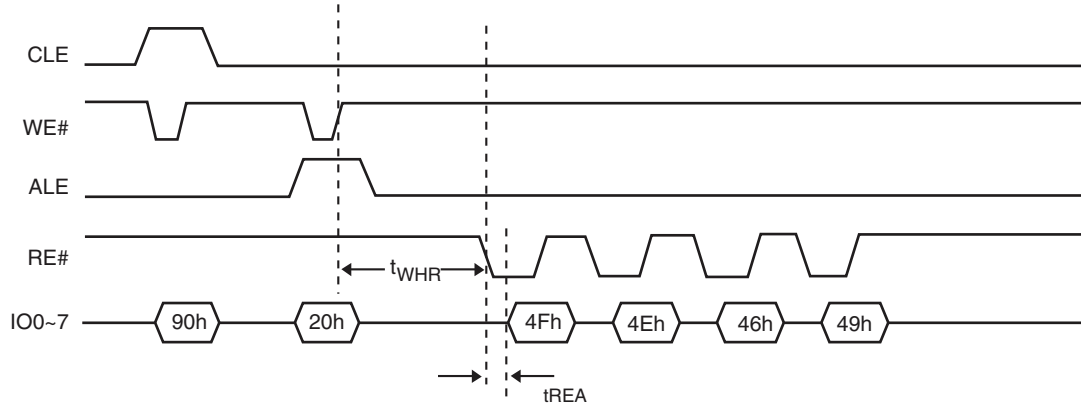 CLE
WE#
ALE
RE#
tWHR
IO0~7 90h 20h 4Fh 4Eh 46h 49h
tREA